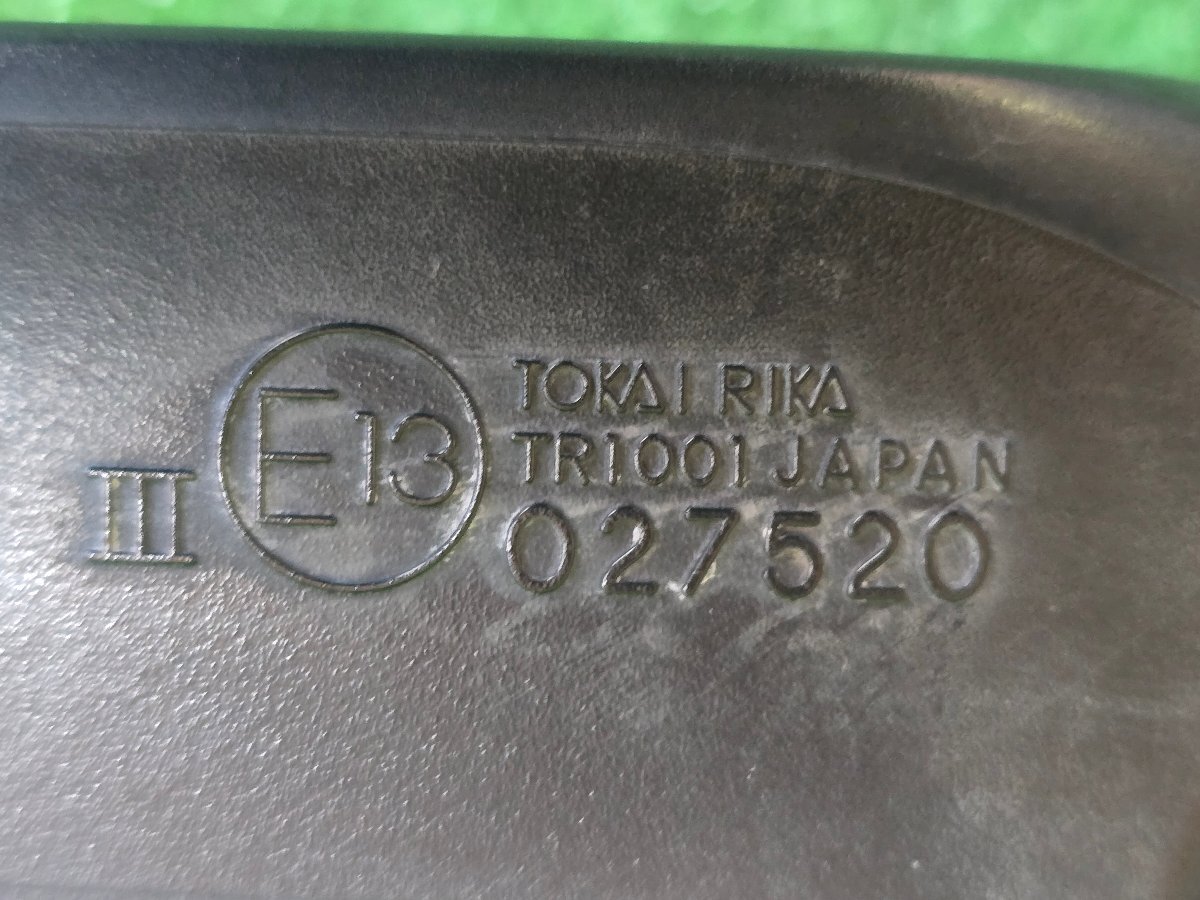 III E13
TOKAI RIKA
TR1001 JAPAN
027520